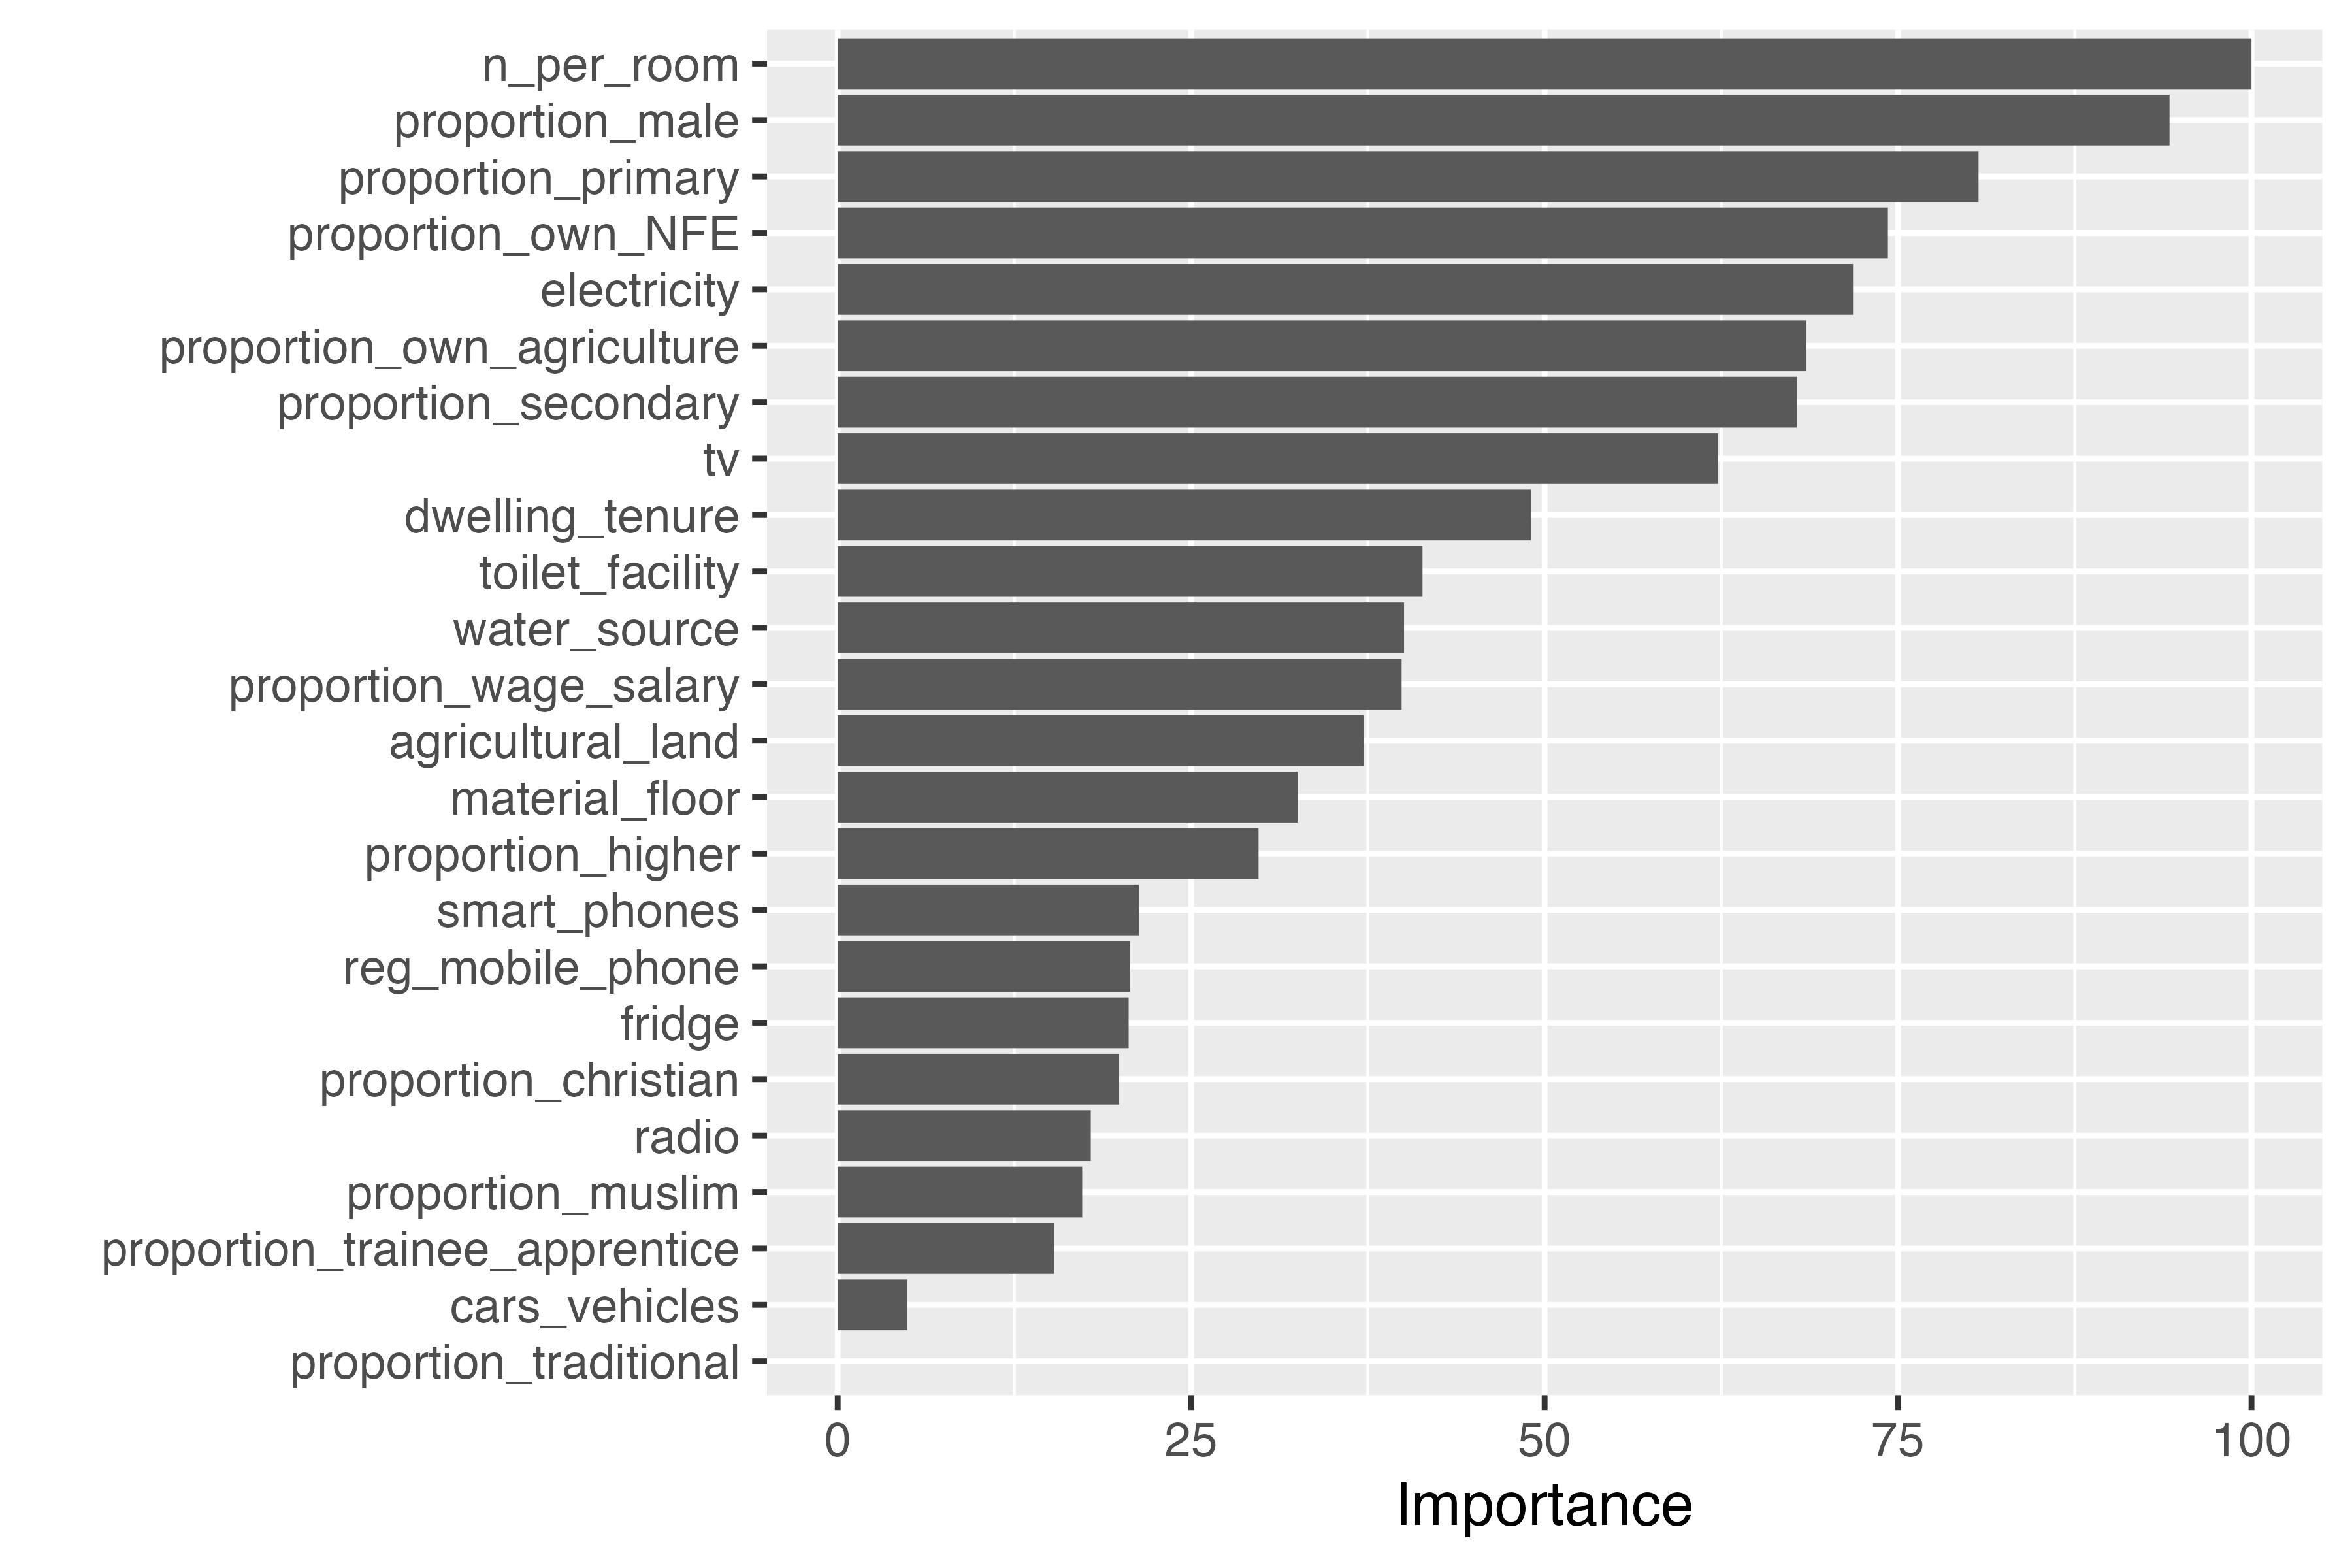 n_per_room
proportion_male
proportion_primary
proportion_own_NFE
electricity
proportion_own_agriculture
proportion_secondary
tv
dwelling_tenure
toilet_facility
water_source
proportion_wage_salary
agricultural_land
material_floor
proportion_higher
smart_phones
reg_mobile_phone
fridge
proportion_christian
radio
proportion_muslim
proportion_trainee_apprentice
cars_vehicles
proportion_traditional
0 25 50 75 100
Importance